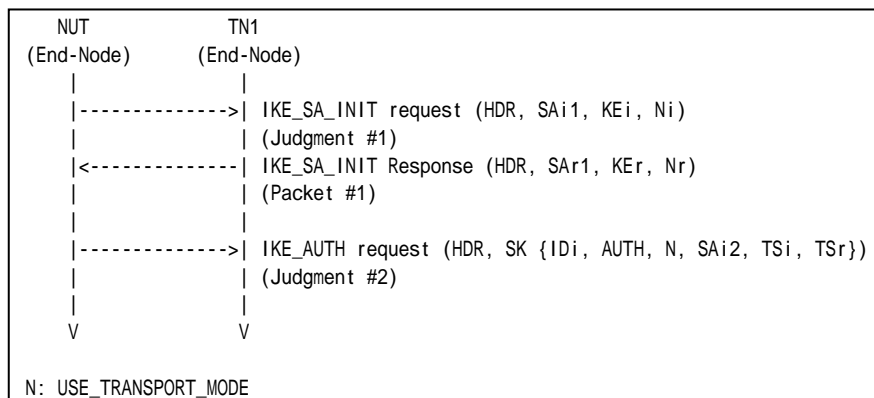 NUT TN1
(End-Node) (End-Node)
| |
|-------------->| IKE_SA_INIT request (HDR, SAi1, KEi, Ni)
| | (Judgment #1)
|<--------------| IKE_SA_INIT Response (HDR, SAr1, KEr, Nr)
| | (Packet #1)
| |
|-------------->| IKE_AUTH request (HDR, SK {IDi, AUTH, N, SAi2, TSi, TSr})
| | (Judgment #2)
| |
V V
N: USE_TRANSPORT_MODE